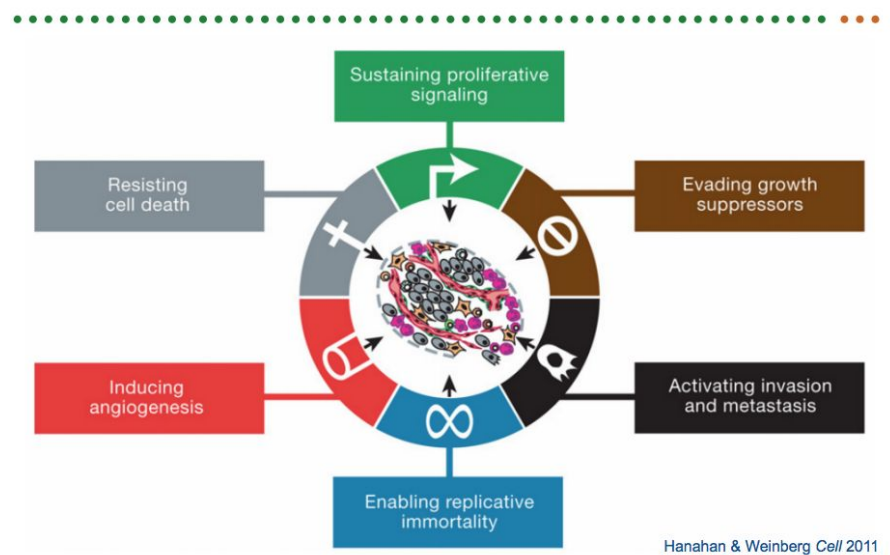 Sustaining proliferative
signaling
Resisting
cell death
Evading growth
suppressors
Inducing
angiogenesis
Activating invasion
and metastasis
Enabling replicative
immortality
Hanahan & Weinberg Cell 2011